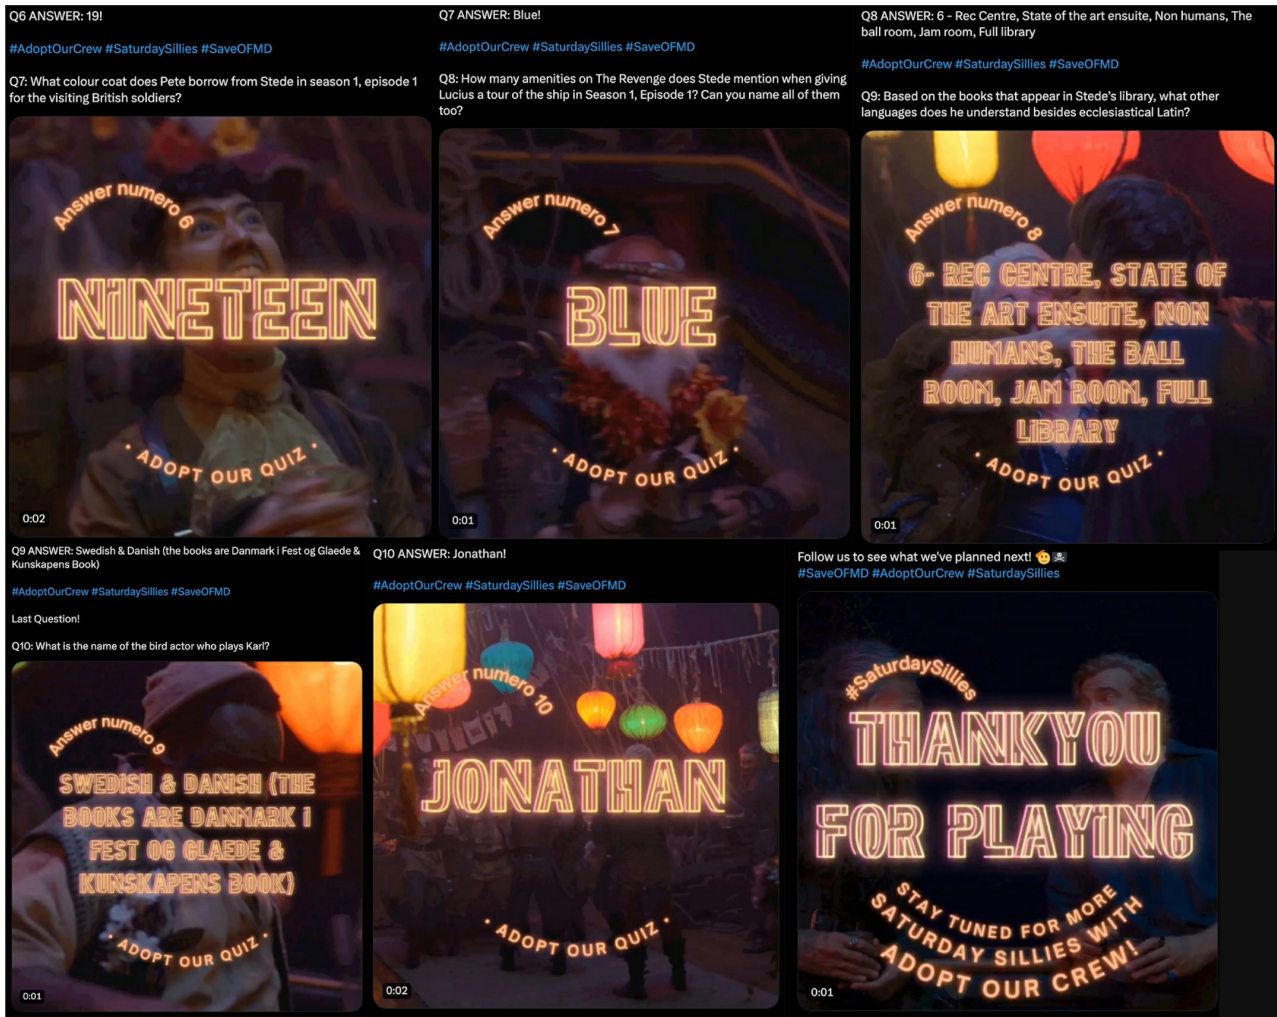 Q6 ANSWER: 19!
#AdoptOurCrew #SaturdaySillies #SaveOFMD
Q7: What colour coat does Pete borrow from Stede in season 1, episode 1
for the visiting British soldiers?
Answer numero 6
NINETEEN
• ADOPT OUR QUIZ •
0:02
Q7 ANSWER: Blue!
#AdoptOurCrew #SaturdaySillies #SaveOFMD
Q8: How many amenities on The Revenge does Stede mention when giving
Lucius a tour of the ship in Season 1, Episode 1? Can you name all of them
too?
Answer numero 7
BLUE
• ADOPT OUR QUIZ •
0:01
Q8 ANSWER: 6 - Rec Centre, State of the art ensuite, Non humans, The
ball room, Jam room, Full library
#AdoptOurCrew #SaturdaySillies #SaveOFMD
Q9: Based on the books that appear in Stede's library, what other
languages does he understand besides ecclesiastical Latin?
Answer numero 8
6- REC CENTRE, STATE OF
THE ART ENSUITE, NON
HUMANS, THE BALL
ROOM, JAM ROOM, FULL
LIBRARY
• ADOPT OUR QUIZ •
0:01
Q9 ANSWER: Swedish & Danish (the books are Danmark i Fest og Glaede &
Kunskapens Book)
#AdoptOurCrew #SaturdaySillies #SaveOFMD
Last Question!
Q10: What is the name of the bird actor who plays Karl?
Answer numero 9
SWEDISH & DANISH (THE
BOOKS ARE DANMARK I
FEST OG GLAEDE &
KUNSKAPENS BOOK)
• ADOPT OUR QUIZ •
0:01
Q10 ANSWER: Jonathan!
#AdoptOurCrew #SaturdaySillies #SaveOFMD
Answer numero 10
JONATHAN
• ADOPT OUR QUIZ •
0:02
Follow us to see what we've planned next! 🫡🏴‍☠️
#SaveOFMD #AdoptOurCrew #SaturdaySillies
#SaturdaySillies
THANKYOU
FOR PLAYING
STAY TUNED FOR MORE
SATURDAY SILLIES WITH
ADOPT OUR CREW!
0:01